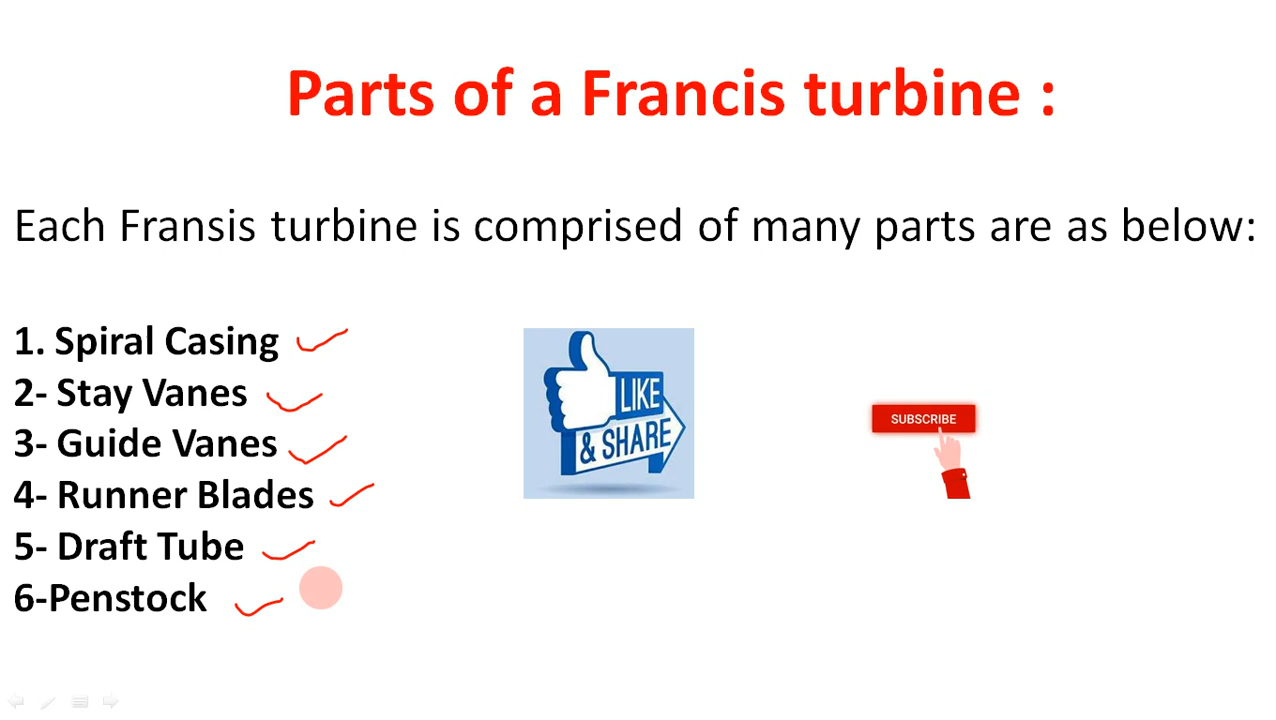 Parts of a Francis turbine :
Each Fransis turbine is comprised of many parts are as below:
1. Spiral Casing
2- Stay Vanes
3- Guide Vanes
4- Runner Blades
5- Draft Tube
6-Penstock
LIKE
& SHARE
SUBSCRIBE